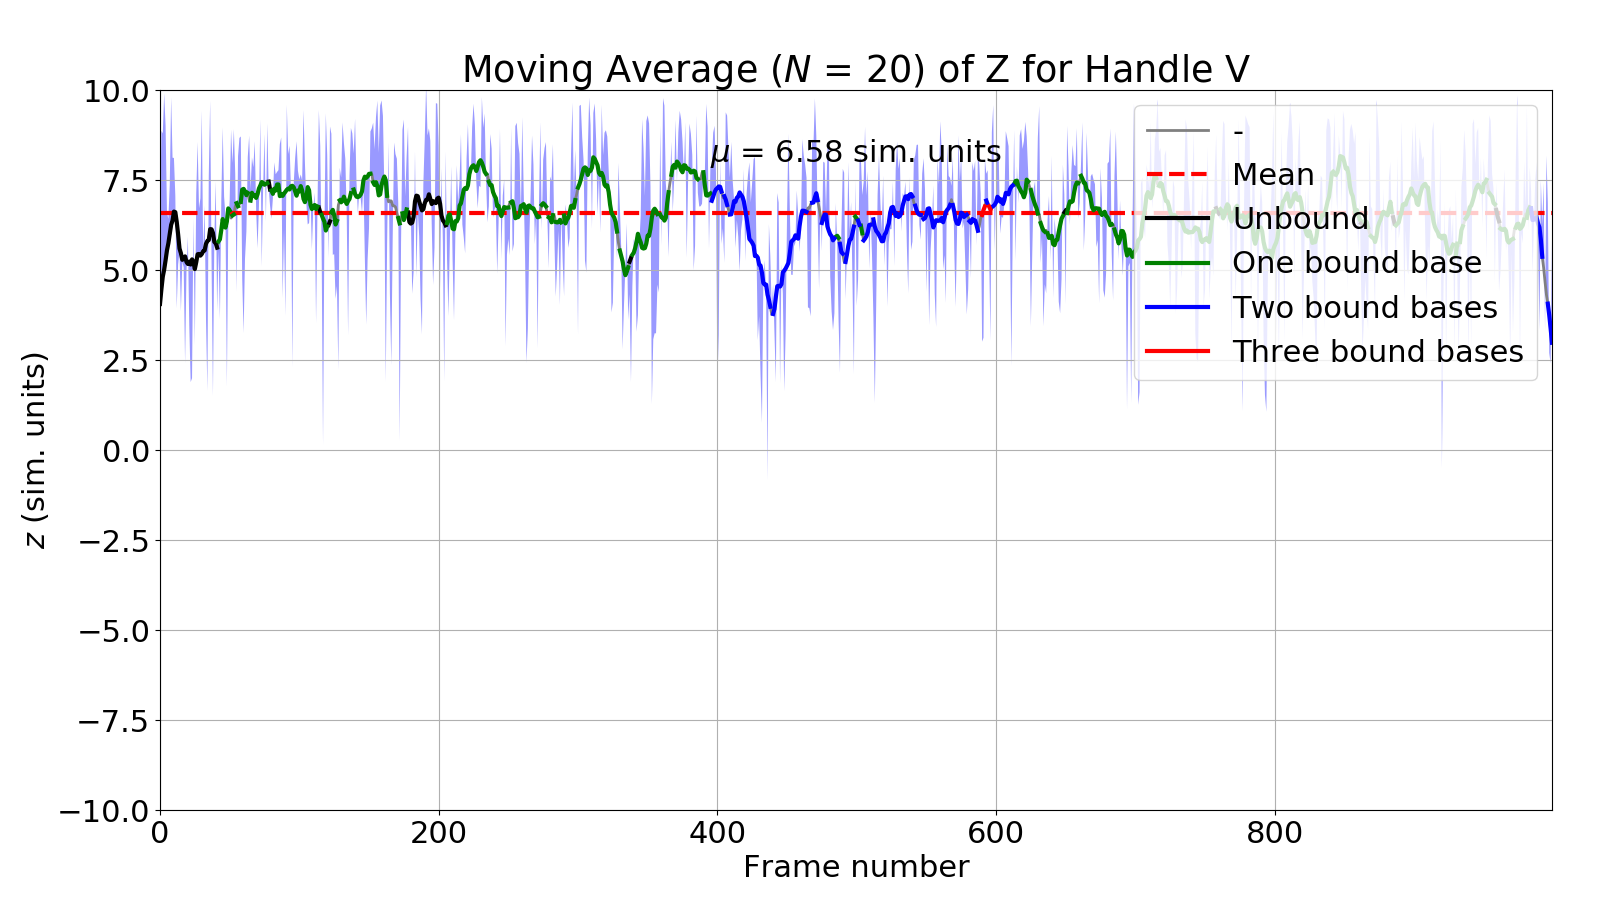 Moving Average (N = 20) of Z for Handle V
μ = 6.58 sim. units
-
Mean
Unbound
One bound base
Two bound bases
Three bound bases
10.0
7.5
5.0
2.5
0.0
−2.5
−5.0
−7.5
−10.0
z (sim. units)
0 200 400 600 800
Frame number